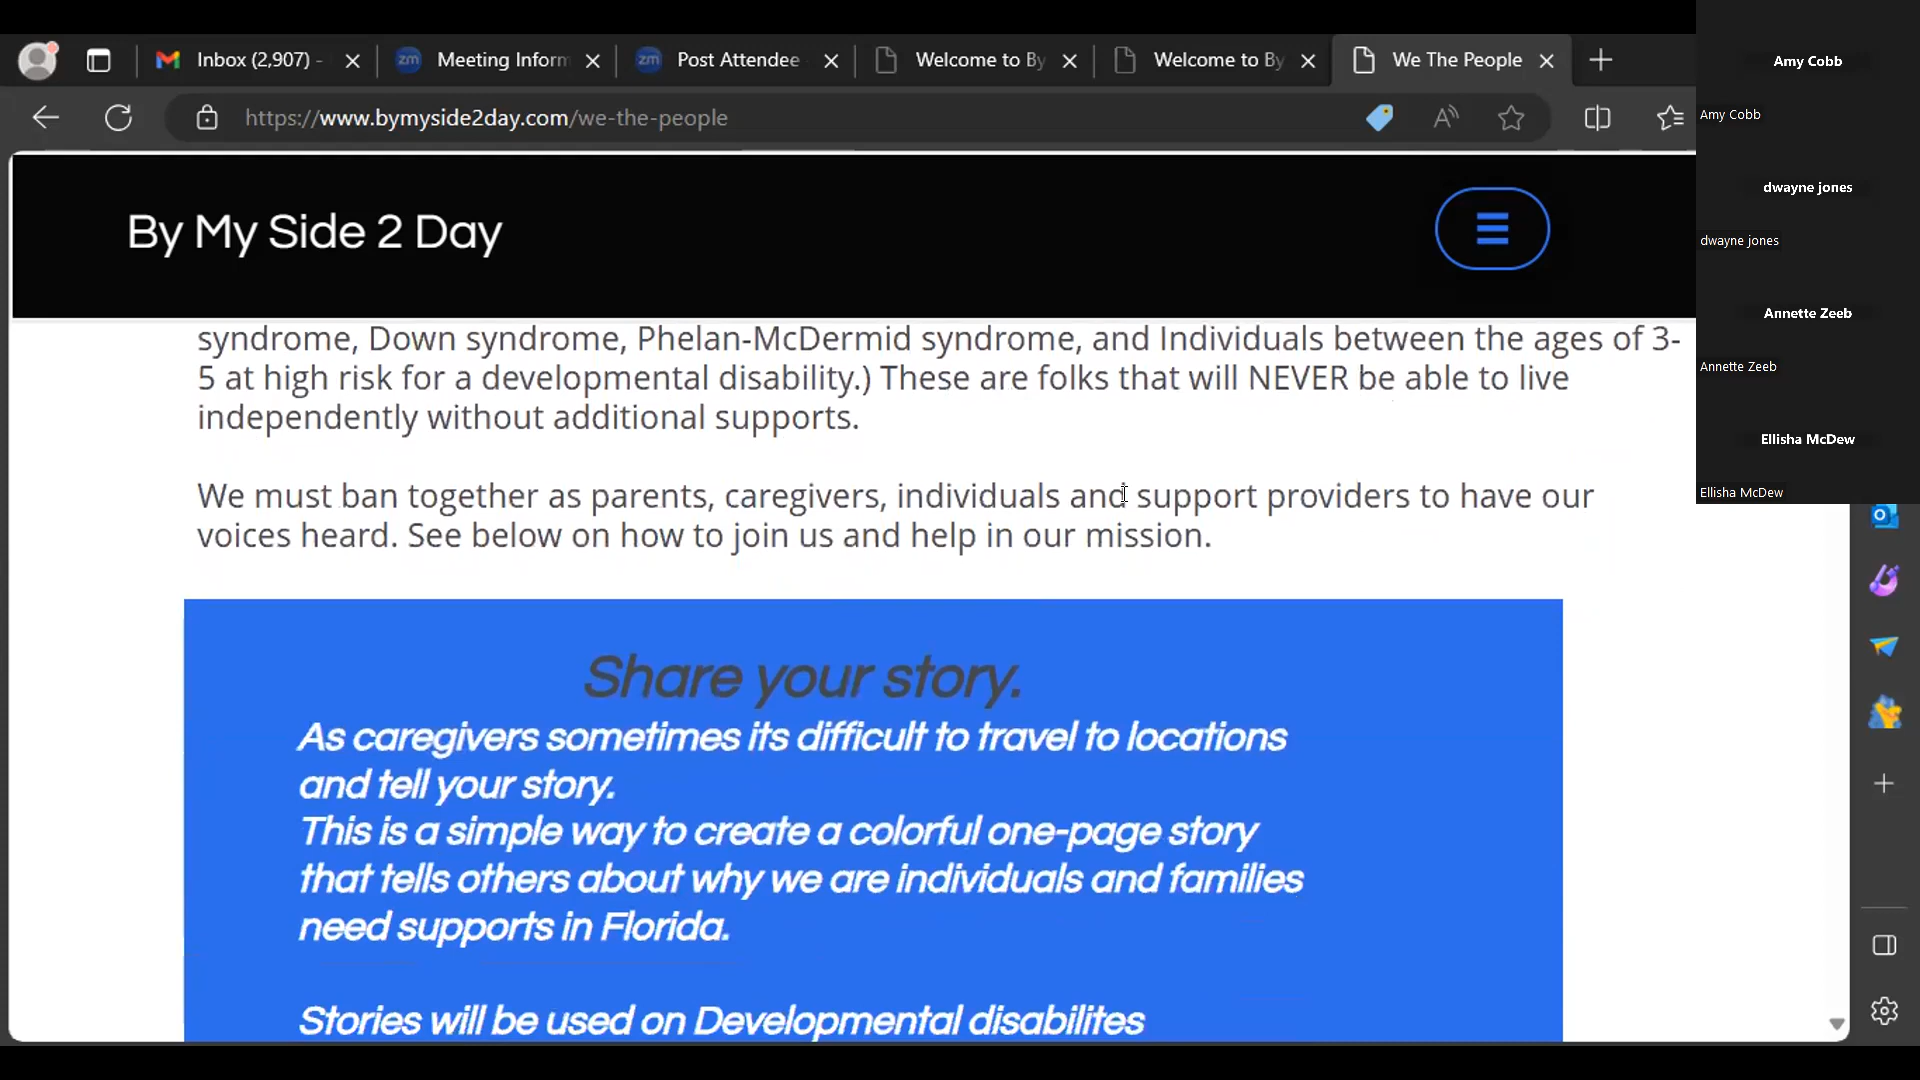 Inbox (2,907) -
Meeting Inform
Post Attendee
Welcome to By
Welcome to By
We The People
https://www.bymyside2day.com/we-the-people
By My Side 2 Day
syndrome, Down syndrome, Phelan-McDermid syndrome, and Individuals between the ages of 3-
5 at high risk for a developmental disability.) These are folks that will NEVER be able to live
independently without additional supports.
We must ban together as parents, caregivers, individuals and support providers to have our
voices heard. See below on how to join us and help in our mission.
Share your story.
As caregivers sometimes its difficult to travel to locations
and tell your story.
This is a simple way to create a colorful one-page story
that tells others about why we are individuals and families
need supports in Florida.
Stories will be used on Developmental disabilites
Amy Cobb
Amy Cobb
dwayne jones
dwayne jones
Annette Zeeb
Annette Zeeb
Ellisha McDew
Ellisha McDew